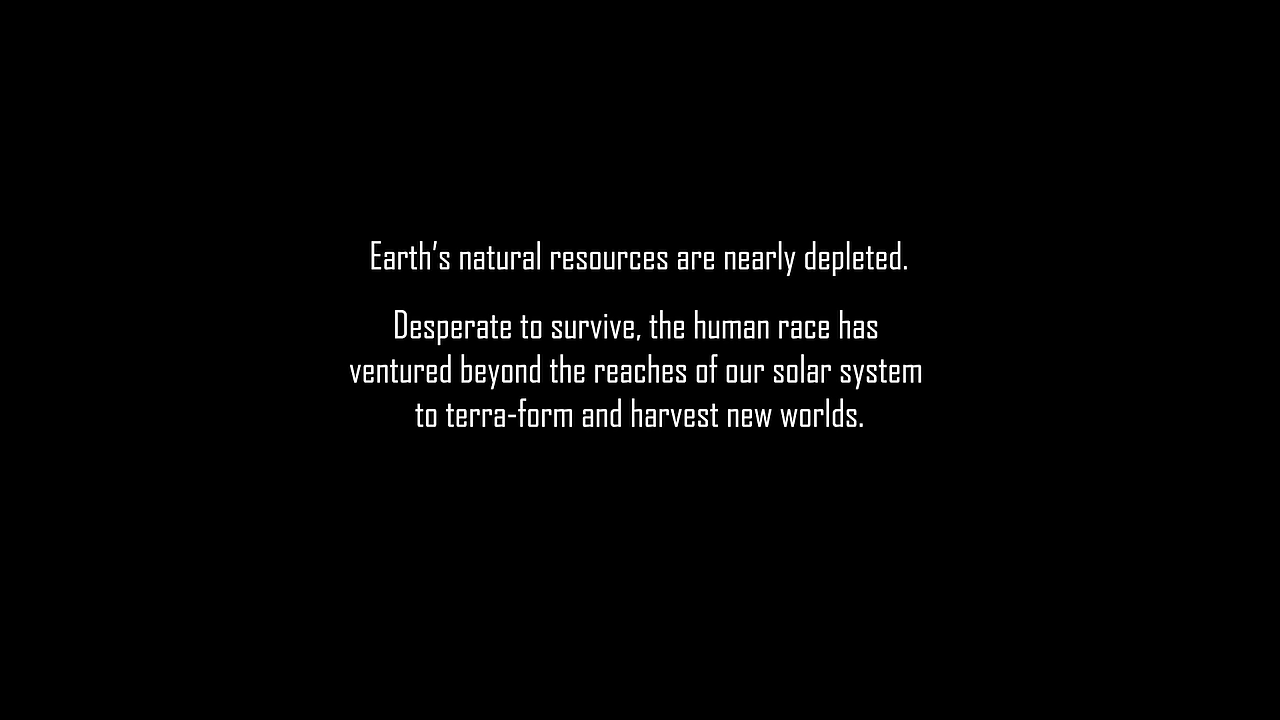 Earth’s natural resources are nearly depleted.
Desperate to survive, the human race has
ventured beyond the reaches of our solar system
to terra-form and harvest new worlds.